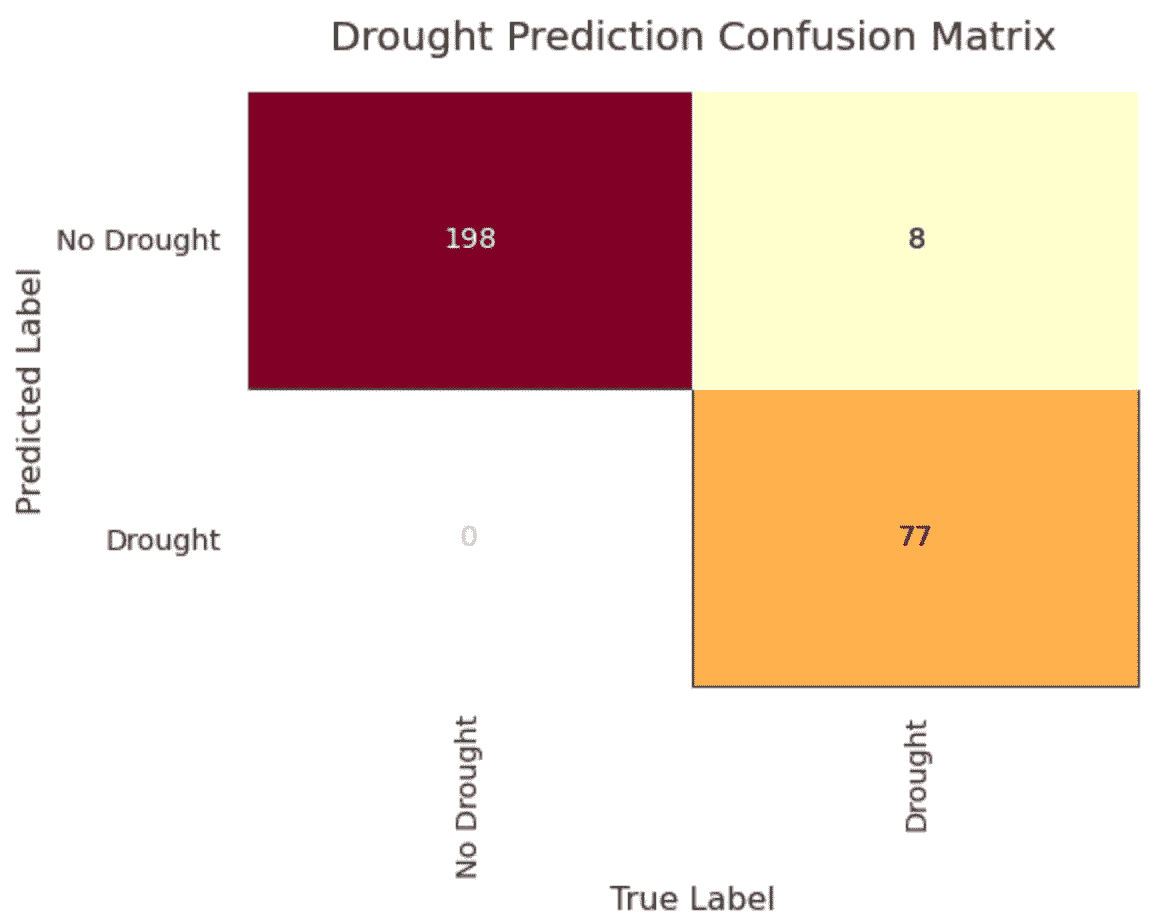 Drought Prediction Confusion Matrix
Predicted Label
No Drought
198
8
Drought
0
77
No Drought
Drought
True Label